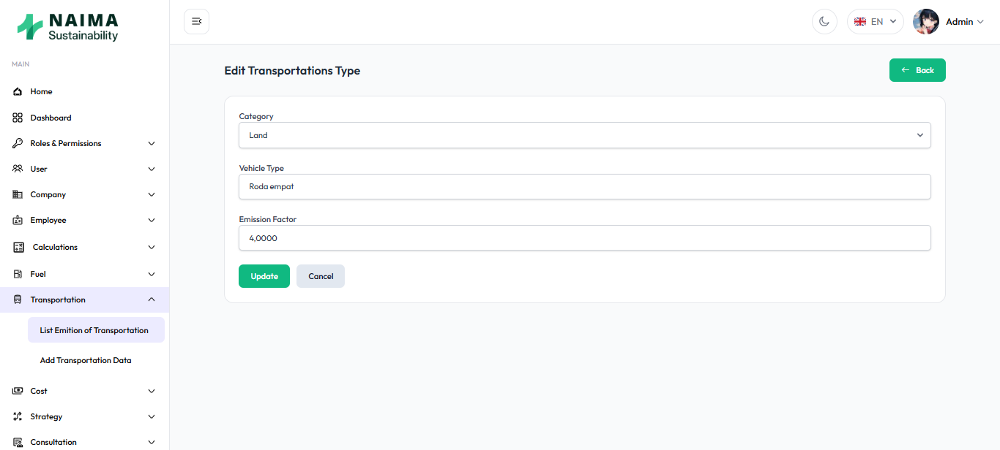 NAIMA
Sustainability
EN
Admin
MAIN
Home
Dashboard
Roles & Permissions
User
Company
Employee
Calculations
Fuel
Transportation
List Emition of Transportation
Add Transportation Data
Cost
Strategy
Consultation
Edit Transportations Type
Back
Category
Land
Vehicle Type
Roda empat
Emission Factor
4,0000
Update
Cancel